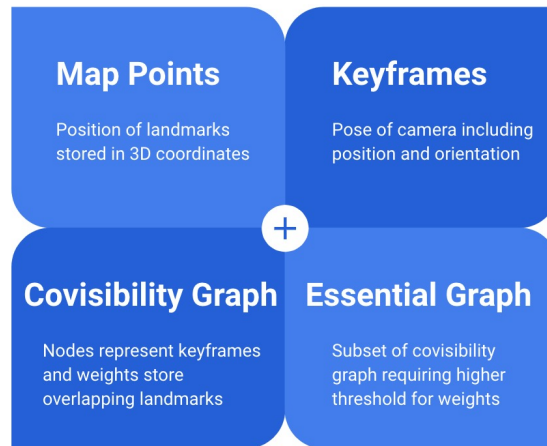 Map Points
Position of landmarks
stored in 3D coordinates
Keyframes
Pose of camera including
position and orientation
+
Covisibility Graph
Nodes represent keyframes
and weights store
overlapping landmarks
Essential Graph
Subset of covisibility
graph requiring higher
threshold for weights